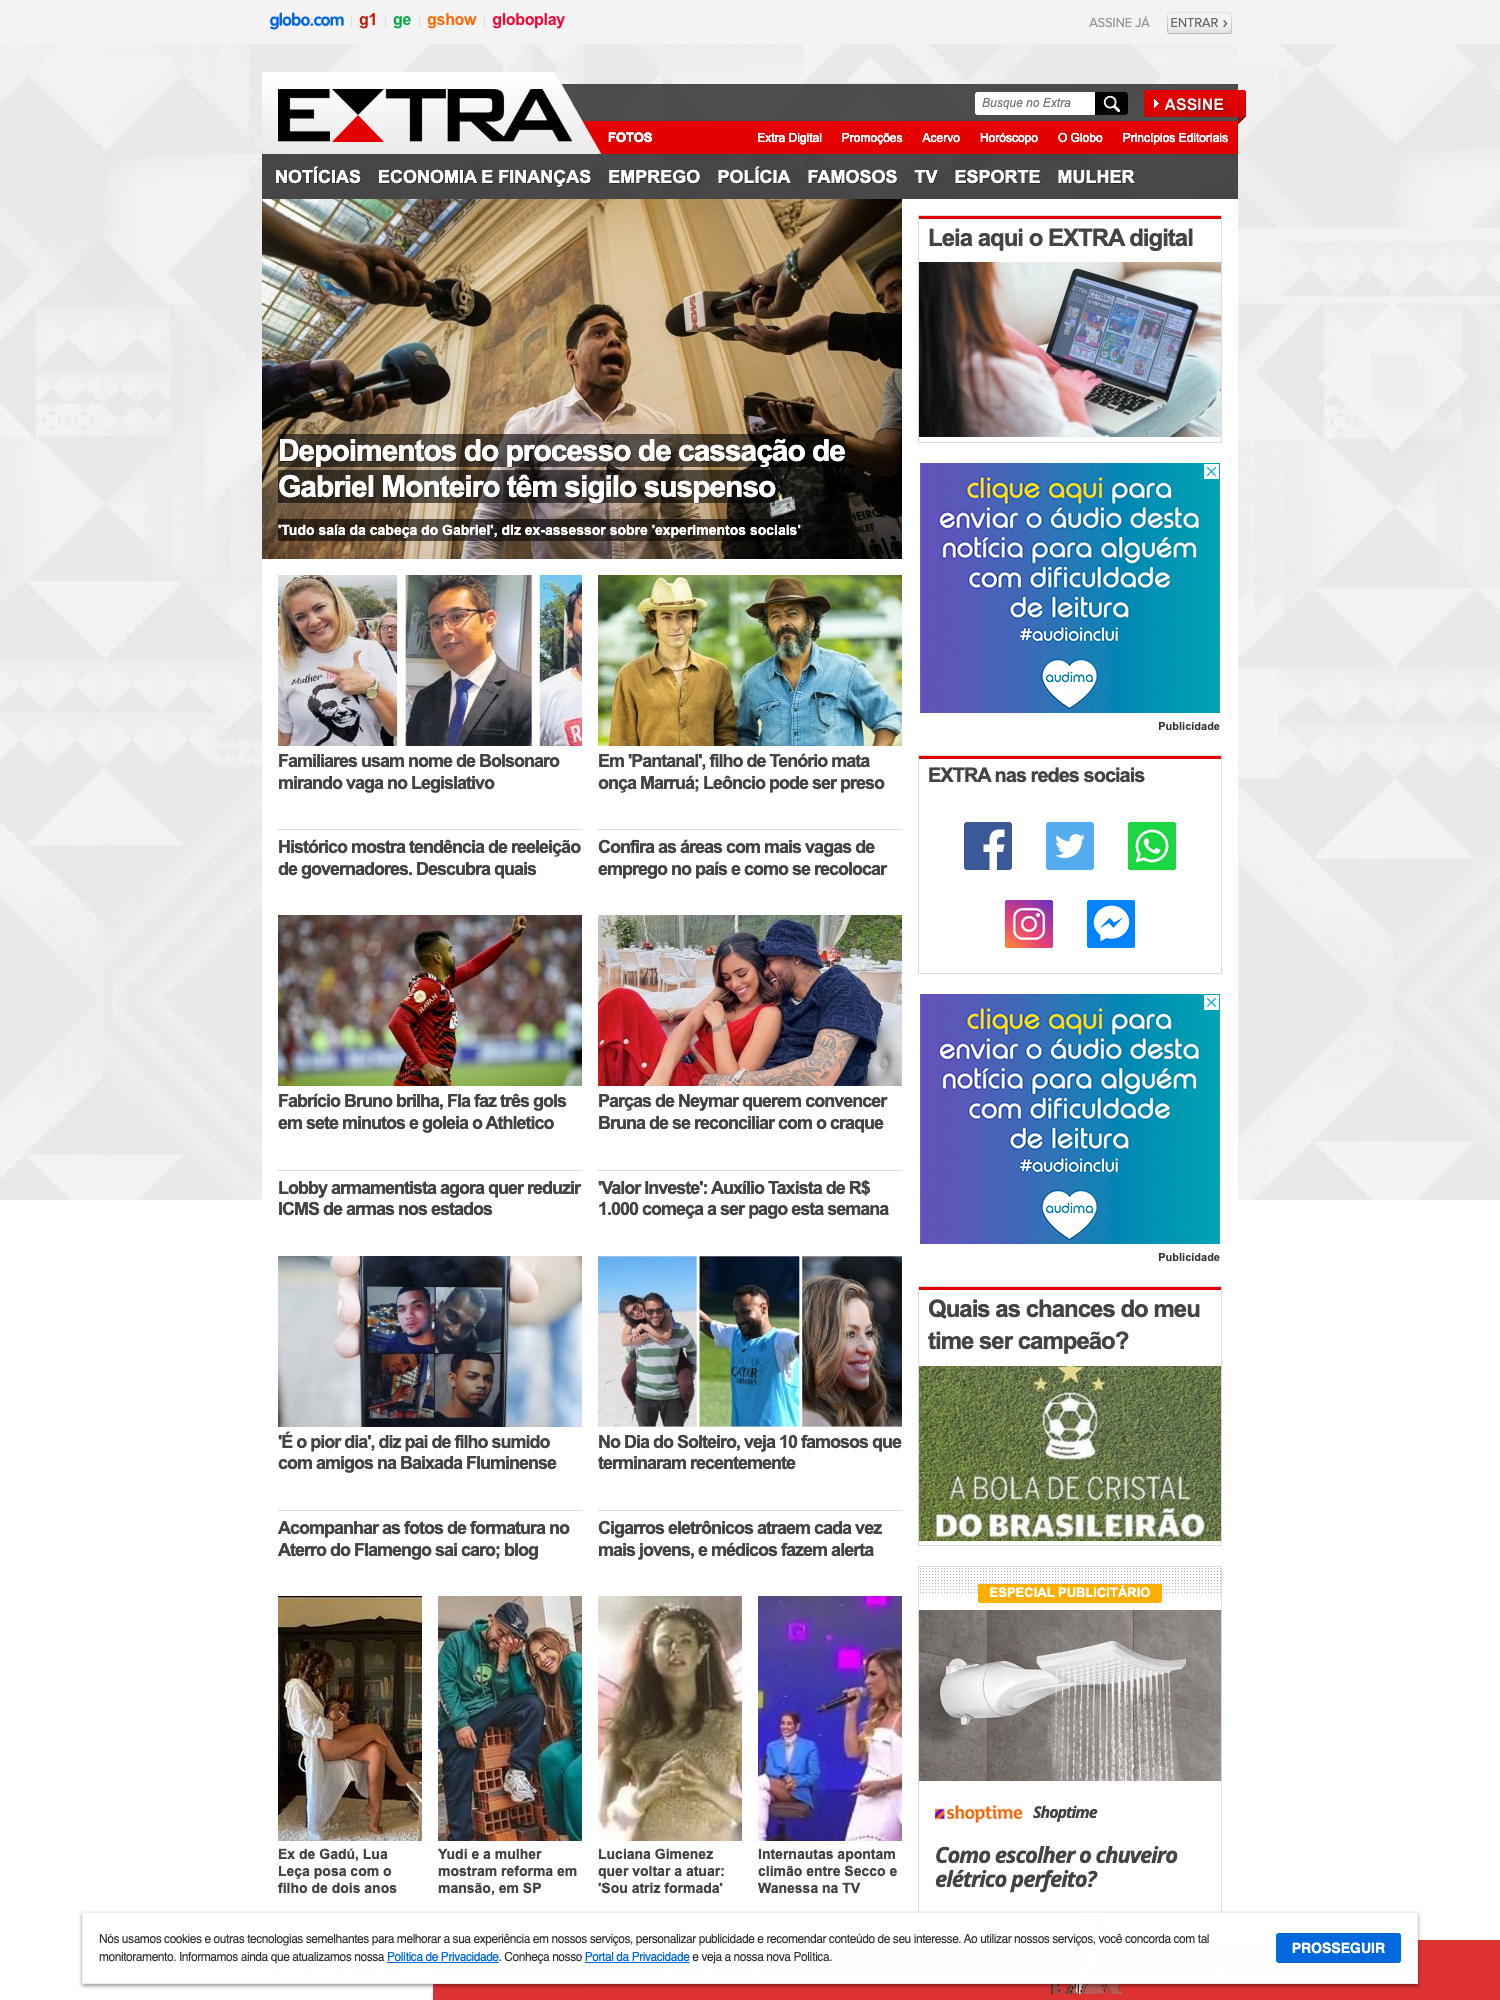 globo.com g1 ge gshow globoplay
ASSINE JÁ ENTRAR
EXTRA
Busque no Extra
ASSINE
FOTOS
Extra Digital Promoções Acervo Horóscopo O Globo Princípios Editoriais
NOTÍCIAS ECONOMIA E FINANÇAS EMPREGO POLÍCIA FAMOSOS TV ESPORTE MULHER
Depoimentos do processo de cassação de
Gabriel Monteiro têm sigilo suspenso
'Tudo saía da cabeça do Gabriel', diz ex-assessor sobre 'experimentos sociais'
Familiares usam nome de Bolsonaro
mirando vaga no Legislativo
Em 'Pantanal', filho de Tenório mata
onça Marruá; Leôncio pode ser preso
Histórico mostra tendência de reeleição
de governadores. Descubra quais
Confira as áreas com mais vagas de
emprego no país e como se recolocar
Fabrício Bruno brilha, Fla faz três gols
em sete minutos e goleia o Athletico
Parças de Neymar querem convencer
Bruna de se reconciliar com o craque
Lobby armamentista agora quer reduzir
ICMS de armas nos estados
'Valor Investe': Auxílio Taxista de R$
1.000 começa a ser pago esta semana
'É o pior dia', diz pai de filho sumido
com amigos na Baixada Fluminense
No Dia do Solteiro, veja 10 famosos que
terminaram recentemente
Acompanhar as fotos de formatura no
Aterro do Flamengo sai caro; blog
Cigarros eletrônicos atraem cada vez
mais jovens, e médicos fazem alerta
Ex de Gadú, Lua
Leça posa com o
filho de dois anos
Yudi e a mulher
mostram reforma em
mansão, em SP
Luciana Gimenez
quer voltar a atuar:
'Sou atriz formada'
Internautas apontam
climão entre Secco e
Wanessa na TV
Leia aqui o EXTRA digital
clique aqui para
enviar o áudio desta
notícia para alguém
com dificuldade
de leitura
#audioinclui
audima
Publicidade
EXTRA nas redes sociais
clique aqui para
enviar o áudio desta
notícia para alguém
com dificuldade
de leitura
#audioinclui
audima
Publicidade
Quais as chances do meu
time ser campeão?
A BOLA DE CRISTAL
DO BRASILEIRÃO
ESPECIAL PUBLICITÁRIO
shoptime Shoptime
Como escolher o chuveiro
elétrico perfeito?
Nós usamos cookies e outras tecnologias semelhantes para melhorar a sua experiência em nossos serviços, personalizar publicidade e recomendar conteúdo de seu interesse. Ao utilizar nossos serviços, você concorda com tal
monitoramento. Informamos ainda que atualizamos nossa Política de Privacidade. Conheça nosso Portal da Privacidade e veja a nossa nova Política.
PROSSEGUIR